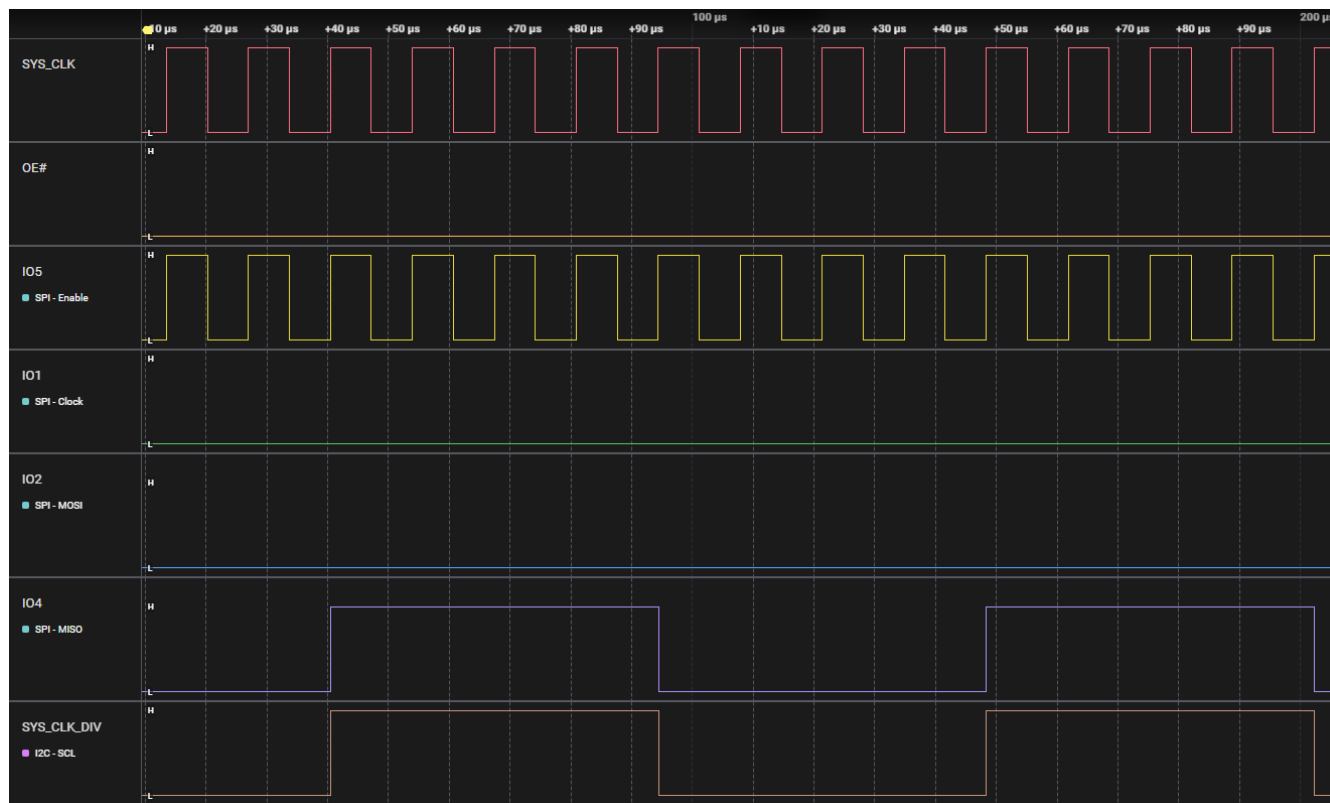 100 µs 200 µs
+10 µs +20 µs +30 µs +40 µs +50 µs +60 µs +70 µs +80 µs +90 µs +10 µs +20 µs +30 µs +40 µs +50 µs +60 µs +70 µs +80 µs +90 µs
H
SYS_CLK
L
H
OE#
L
H
IO5
SPI - Enable
L
H
IO1
SPI - Clock
L
IO2
H
SPI - MOSI
L
IO4
H
SPI - MISO
L
H
SYS_CLK_DIV
I2C - SCL
L